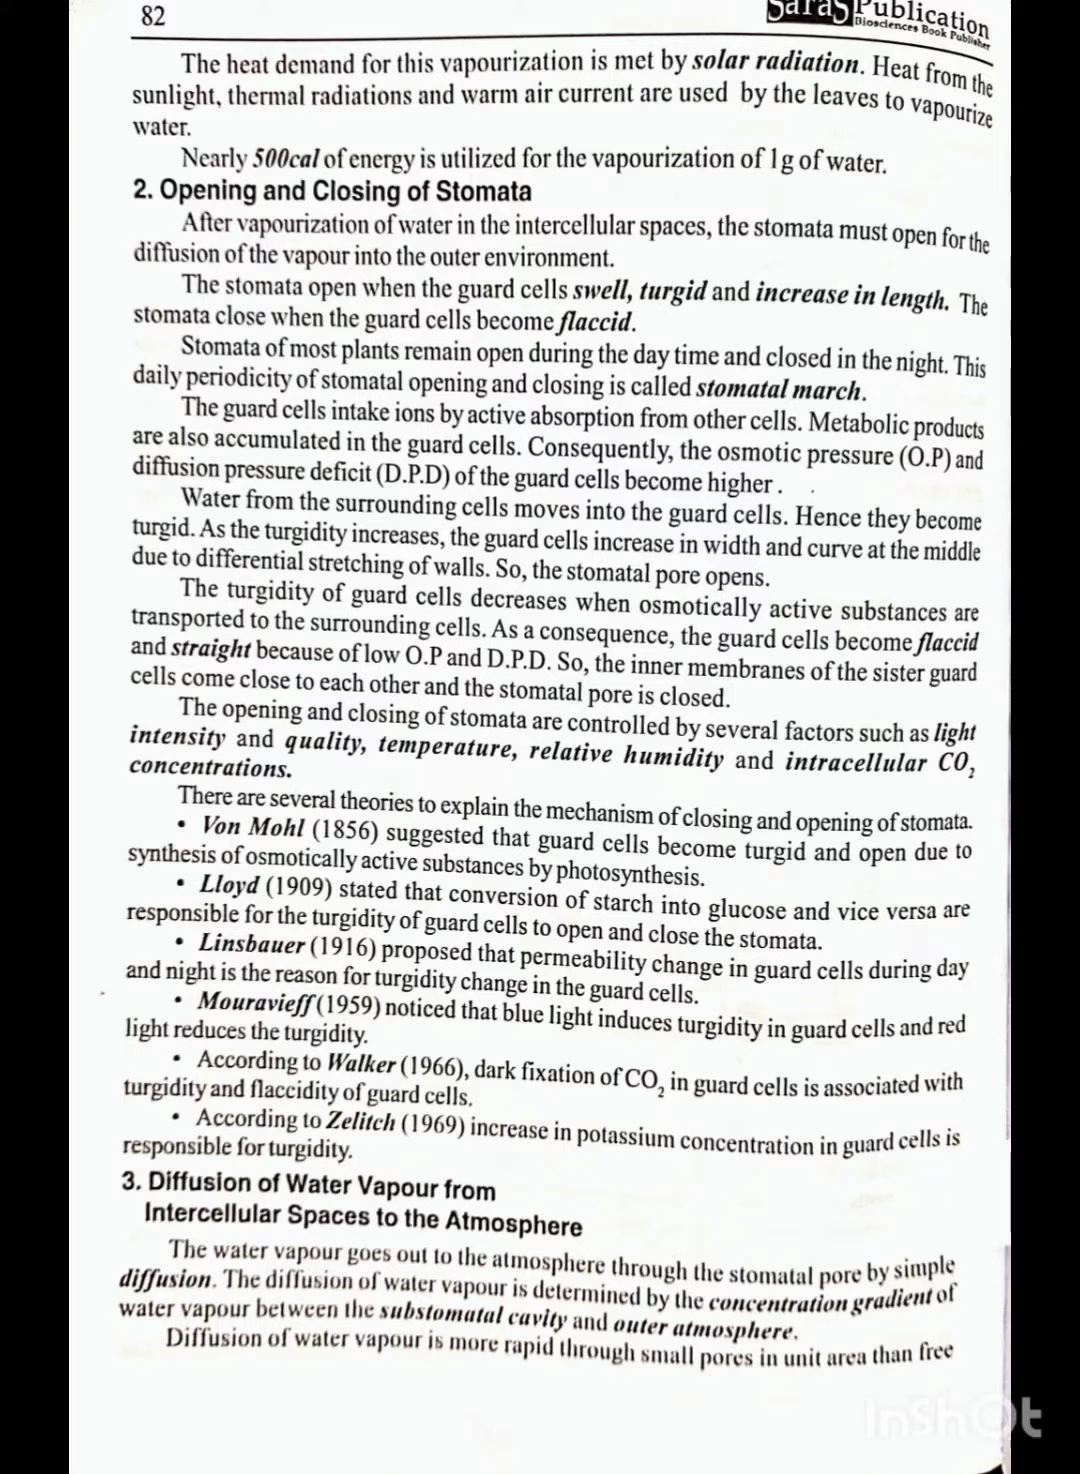 82
Saras Publication
Biosciences Book Publisher
The heat demand for this vapourization is met by solar radiation. Heat from the
sunlight, thermal radiations and warm air current are used by the leaves to vapourize
water.
Nearly 500cal of energy is utilized for the vapourization of 1g of water.
2. Opening and Closing of Stomata
After vapourization of water in the intercellular spaces, the stomata must open for the
diffusion of the vapour into the outer environment.
The stomata open when the guard cells swell, turgid and increase in length. The
stomata close when the guard cells become flaccid.
Stomata of most plants remain open during the day time and closed in the night. This
daily periodicity of stomatal opening and closing is called stomatal march.
The guard cells intake ions by active absorption from other cells. Metabolic products
are also accumulated in the guard cells. Consequently, the osmotic pressure (O.P) and
diffusion pressure deficit (D.P.D) of the guard cells become higher.
Water from the surrounding cells moves into the guard cells. Hence they become
turgid. As the turgidity increases, the guard cells increase in width and curve at the middle
due to differential stretching of walls. So, the stomatal pore opens.
The turgidity of guard cells decreases when osmotically active substances are
transported to the surrounding cells. As a consequence, the guard cells become flaccid
and straight because of low O.P and D.P.D. So, the inner membranes of the sister guard
cells come close to each other and the stomatal pore is closed.
The opening and closing of stomata are controlled by several factors such as light
intensity and quality, temperature, relative humidity and intracellular CO₂
concentrations.
There are several theories to explain the mechanism of closing and opening of stomata.
• Von Mohl (1856) suggested that guard cells become turgid and open due to
synthesis of osmotically active substances by photosynthesis.
• Lloyd (1909) stated that conversion of starch into glucose and vice versa are
responsible for the turgidity of guard cells to open and close the stomata.
• Linsbauer (1916) proposed that permeability change in guard cells during day
and night is the reason for turgidity change in the guard cells.
• Mouravieff (1959) noticed that blue light induces turgidity in guard cells and red
light reduces the turgidity.
• According to Walker (1966), dark fixation of CO₂ in guard cells is associated with
turgidity and flaccidity of guard cells.
• According to Zelitch (1969) increase in potassium concentration in guard cells is
responsible for turgidity.
3. Diffusion of Water Vapour from
Intercellular Spaces to the Atmosphere
The water vapour goes out to the atmosphere through the stomatal pore by simple
diffusion. The diffusion of water vapour is determined by the concentration gradient of
water vapour between the substomatal cavity and outer atmosphere.
Diffusion of water vapour is more rapid through small pores in unit area than free
InShOt